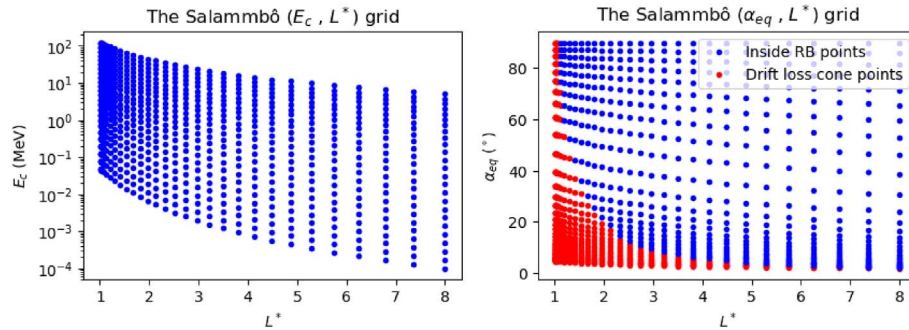 The Salammbô (E_c , L^*) grid
10^2
10^1
10^0
10^-1
10^-2
10^-3
10^-4
E_c (MeV)
1 2 3 4 5 6 7 8
L^*
The Salammbô (α_eq , L^*) grid
Inside RB points
Drift loss cone points
80
60
40
20
0
α_eq (°)
1 2 3 4 5 6 7 8
L^*